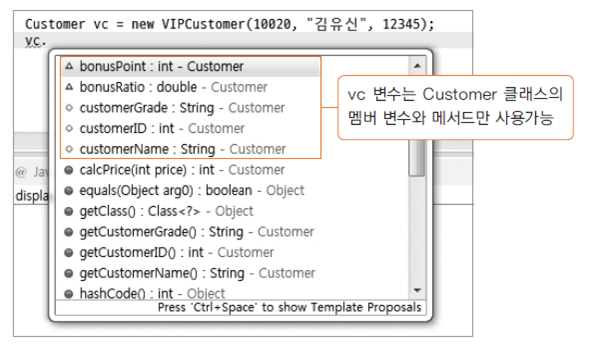 Customer vc = new VIPCustomer(10020, "김유신", 12345);
vc.
bonusPoint : int - Customer
bonusRatio : double - Customer
customerGrade : String - Customer
customerID : int - Customer
customerName : String - Customer
calcPrice(int price) : int - Customer
equals(Object arg0) : boolean - Object
getClass() : Class<?> - Object
getCustomerGrade() : String - Customer
getCustomerID() : int - Customer
getCustomerName() : String - Customer
hashCode() : int - Object
Press 'Ctrl+Space' to show Template Proposals
vc 변수는 Customer 클래스의
멤버 변수와 메서드만 사용가능
@ Jav
displa